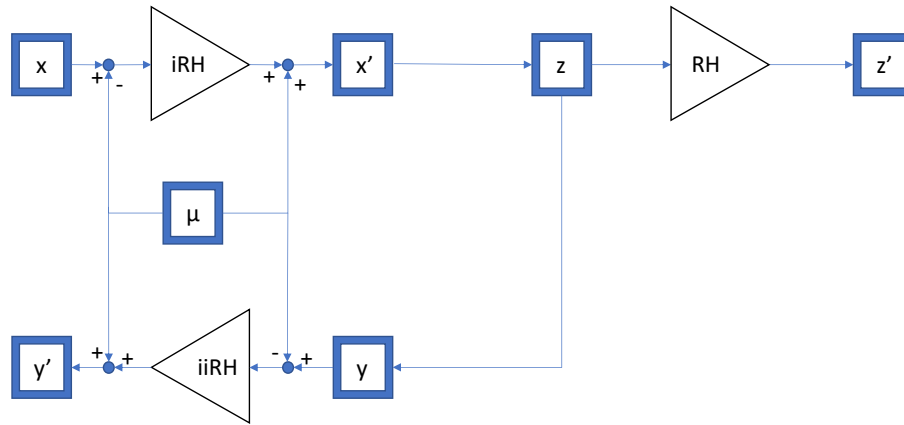 x
+
-
iRH
+
+
x’
z
RH
z’
μ
y’
+
+
iiRH
-
+
y